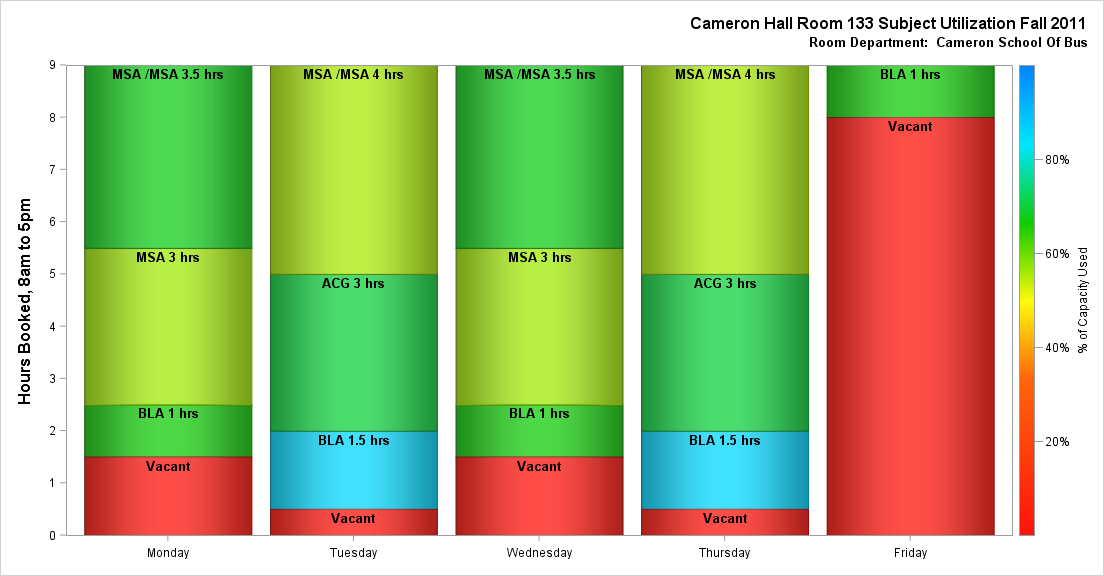 Cameron Hall Room 133 Subject Utilization Fall 2011
Room Department:  Cameron School Of Bus
Hours Booked, 8am to 5pm
9
8
7
6
5
4
3
2
1
0
MSA /MSA 3.5 hrs
MSA 3 hrs
BLA 1 hrs
Vacant
MSA /MSA 4 hrs
ACG 3 hrs
BLA 1.5 hrs
Vacant
MSA /MSA 3.5 hrs
MSA 3 hrs
BLA 1 hrs
Vacant
MSA /MSA 4 hrs
ACG 3 hrs
BLA 1.5 hrs
Vacant
BLA 1 hrs
Vacant
Monday
Tuesday
Wednesday
Thursday
Friday
80%
60%
40%
20%
% of Capacity Used